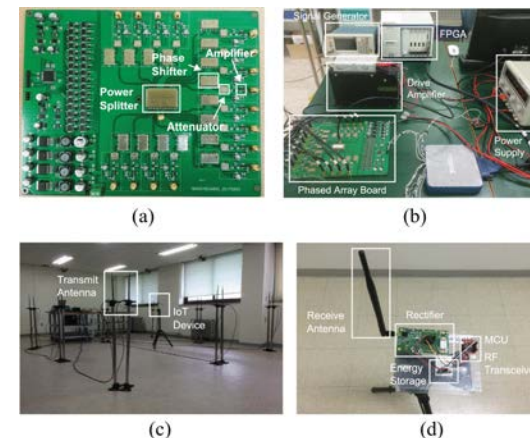 Amplifier
Phase
Shifter
Power
Splitter
Attenuator
(a)
Signal Generator
FPGA
Drive
Amplifier
Power
Supply
Phased Array Board
(b)
Transmit
Antenna
IoT
Device
(c)
Receive
Antenna
Rectifier
MCU
RF
Transceive
Energy
Storage
(d)